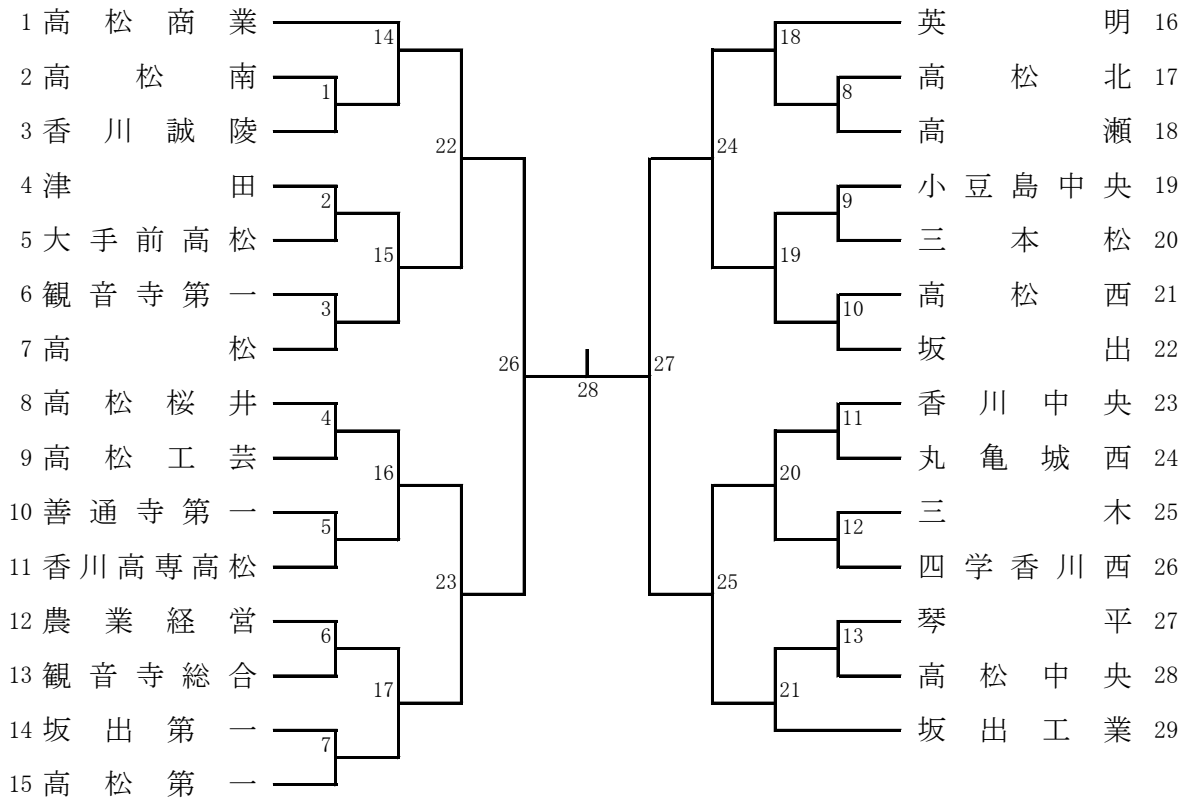 1 高松商業
2 高松南
3 香川誠陵
4 津田
5 大手前高松
6 観音寺第一
7 高松
8 高松桜井
9 高松工芸
10 善通寺第一
11 香川高専高松
12 農業経営
13 観音寺総合
14 坂出第一
15 高松第一
14
1
22
2
15
3
26
4
16
5
23
6
17
7
28
18
8
24
9
19
10
27
11
20
12
25
13
21
英明 16
高松北 17
高瀬 18
小豆島中央 19
三本松 20
高松西 21
坂出 22
香川中央 23
丸亀城西 24
三木 25
四学香川西 26
琴平 27
高松中央 28
坂出工業 29